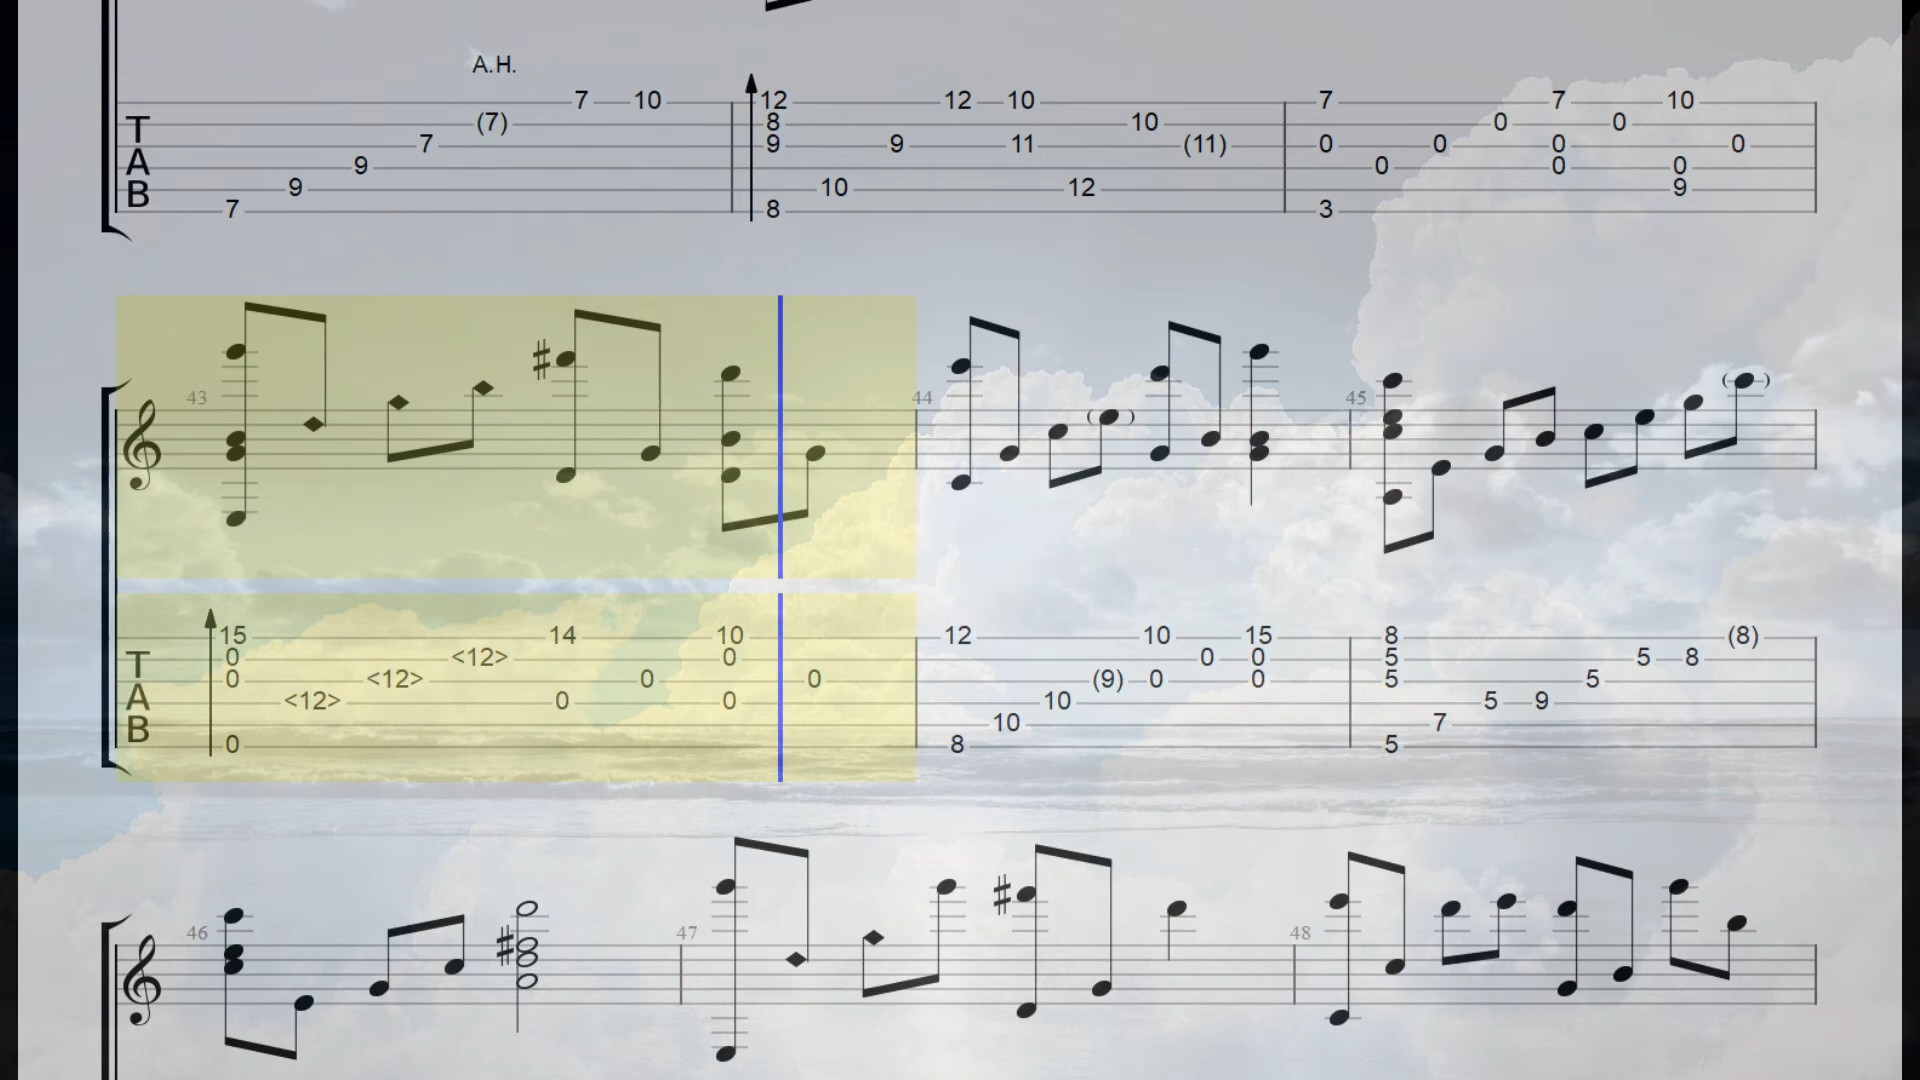 A.H.
7 10 12 12 10 7 7 10
T (7) 8 10 0 0
7 9 9 11 (11) 0 0 0 0
A 9 0 0 0
B 9 10 12 9
7 8 3
43 44 45
15 14 10 12 10 15 8 (8)
0 <12> 0 0 0 5 5 8
T 0 <12> 0 0 (9) 0 0 5 5
A <12> 0 0 10 5 9
B 10 7
0 8 5
46 47 48